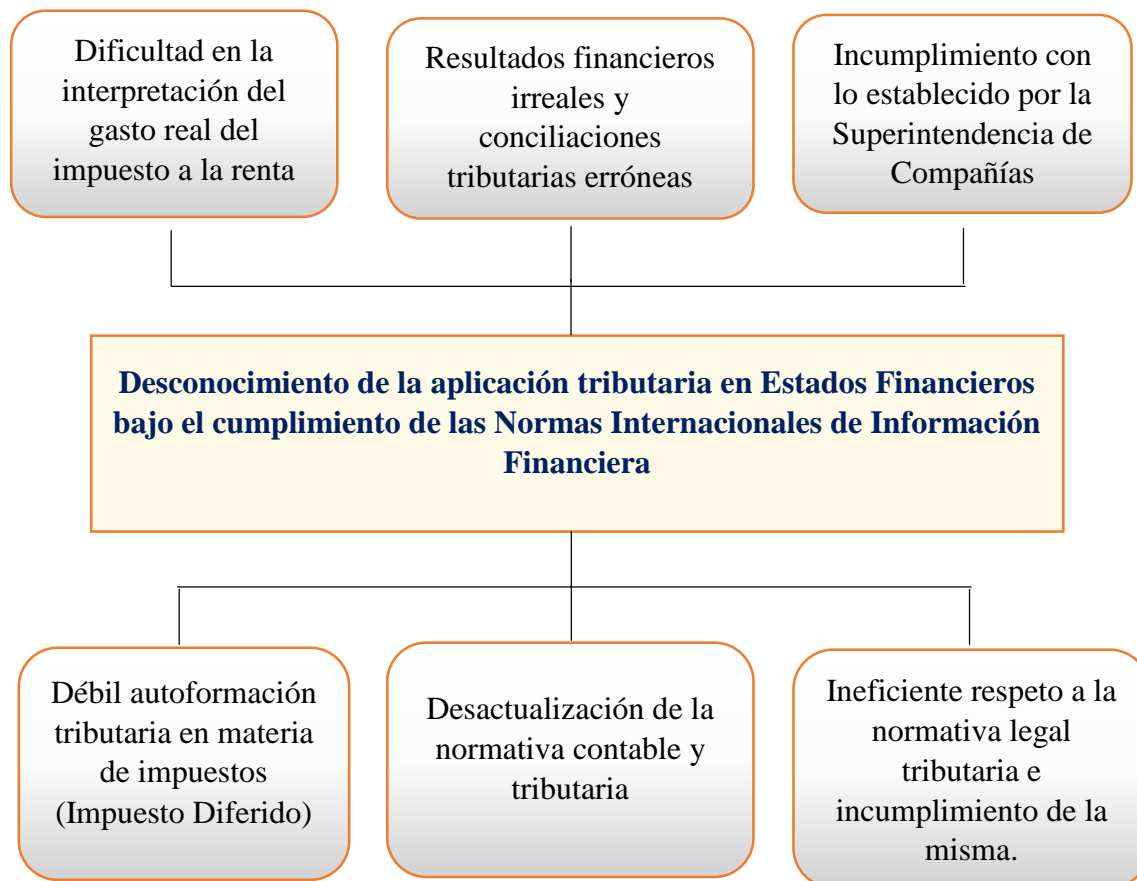 Dificultad en la
interpretación del
gasto real del
impuesto a la renta
Resultados financieros
irreales y
conciliaciones
tributarias erróneas
Incumplimiento con
lo establecido por la
Superintendencia de
Compañías
Desconocimiento de la aplicación tributaria en Estados Financieros
bajo el cumplimiento de las Normas Internacionales de Información
Financiera
Débil autoformación
tributaria en materia
de impuestos
(Impuesto Diferido)
Desactualización de la
normativa contable y
tributaria
Ineficiente respeto a la
normativa legal
tributaria e
incumplimiento de la
misma.